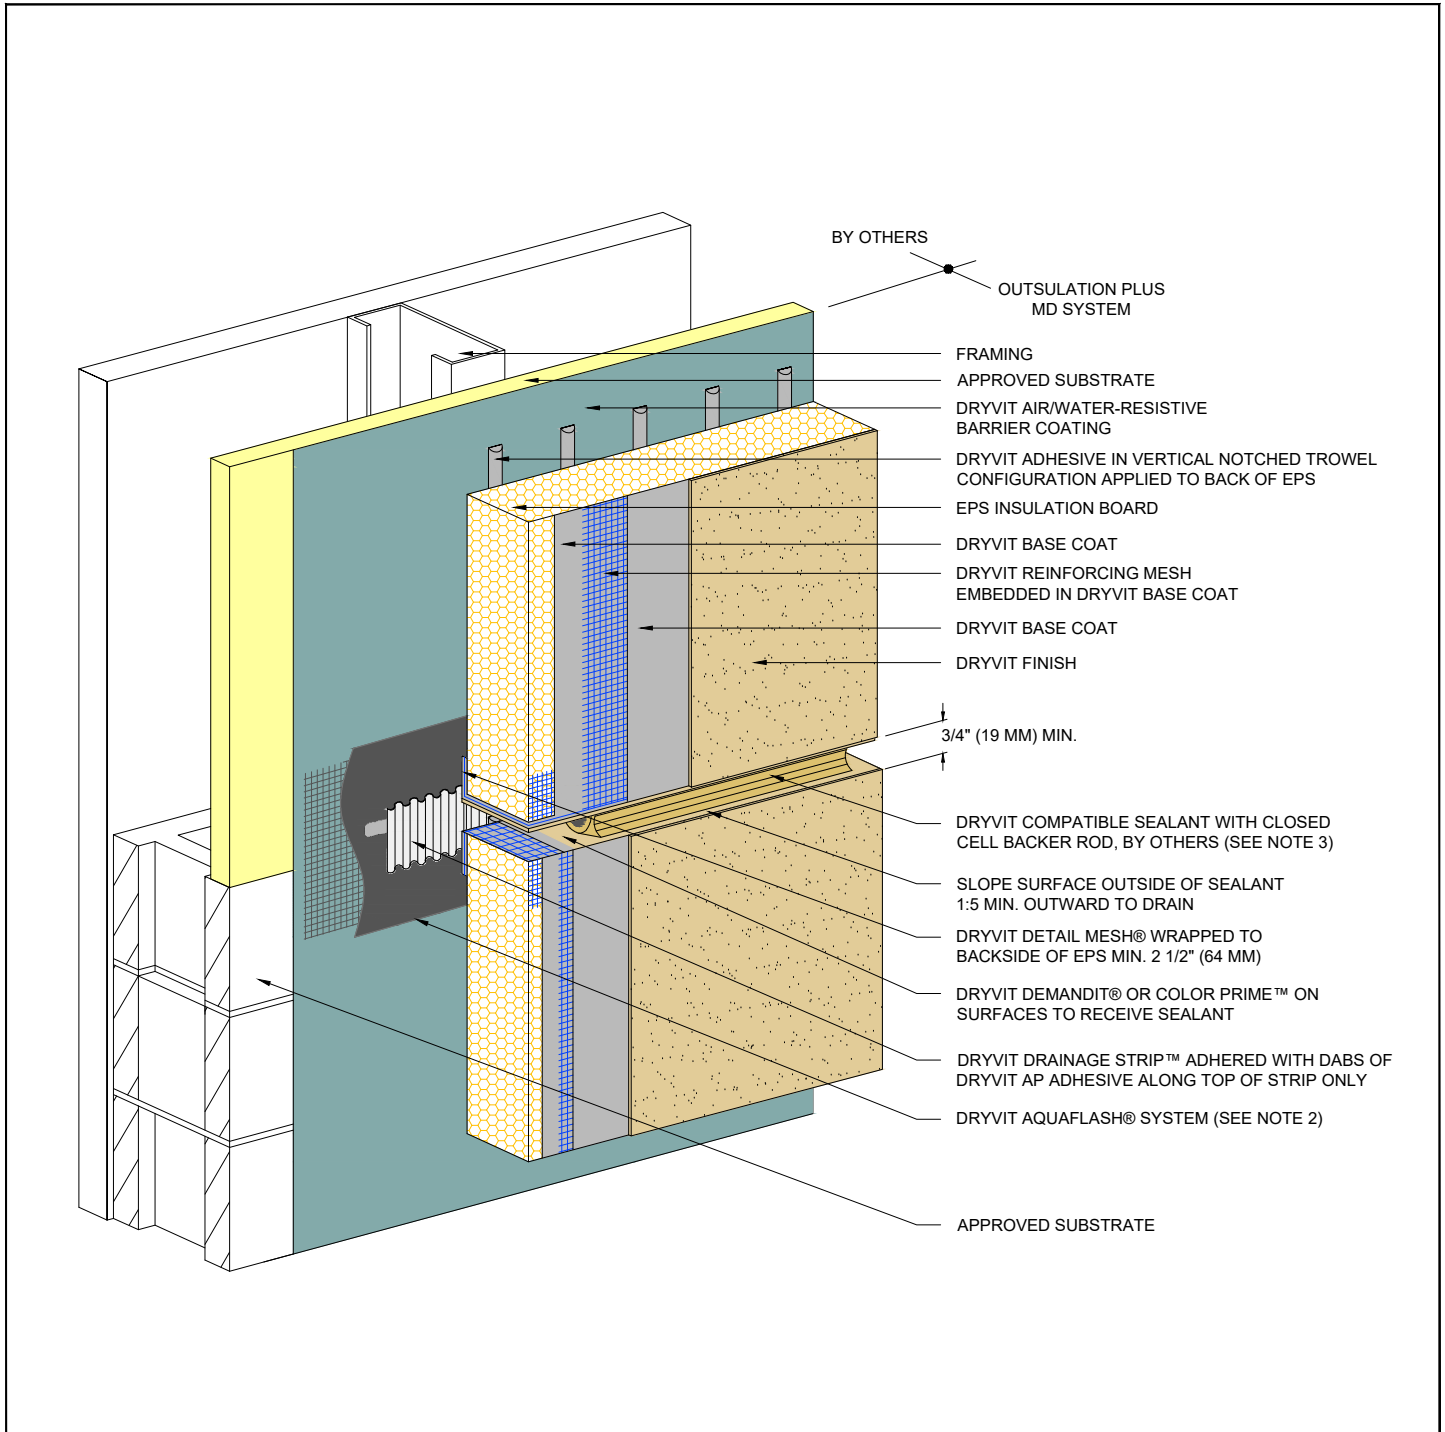 BY OTHERS
OUTSULATION PLUS
MD SYSTEM
FRAMING
APPROVED SUBSTRATE
DRYVIT AIR/WATER-RESISTIVE
BARRIER COATING
DRYVIT ADHESIVE IN VERTICAL NOTCHED TROWEL
CONFIGURATION APPLIED TO BACK OF EPS
EPS INSULATION BOARD
DRYVIT BASE COAT
DRYVIT REINFORCING MESH
EMBEDDED IN DRYVIT BASE COAT
DRYVIT BASE COAT
DRYVIT FINISH
3/4" (19 MM) MIN.
DRYVIT COMPATIBLE SEALANT WITH CLOSED
CELL BACKER ROD, BY OTHERS (SEE NOTE 3)
SLOPE SURFACE OUTSIDE OF SEALANT
1:5 MIN. OUTWARD TO DRAIN
DRYVIT DETAIL MESH® WRAPPED TO
BACKSIDE OF EPS MIN. 2 1/2" (64 MM)
DRYVIT DEMANDIT® OR COLOR PRIME™ ON
SURFACES TO RECEIVE SEALANT
DRYVIT DRAINAGE STRIP™ ADHERED WITH DABS OF
DRYVIT AP ADHESIVE ALONG TOP OF STRIP ONLY
DRYVIT AQUAFLASH® SYSTEM (SEE NOTE 2)
APPROVED SUBSTRATE